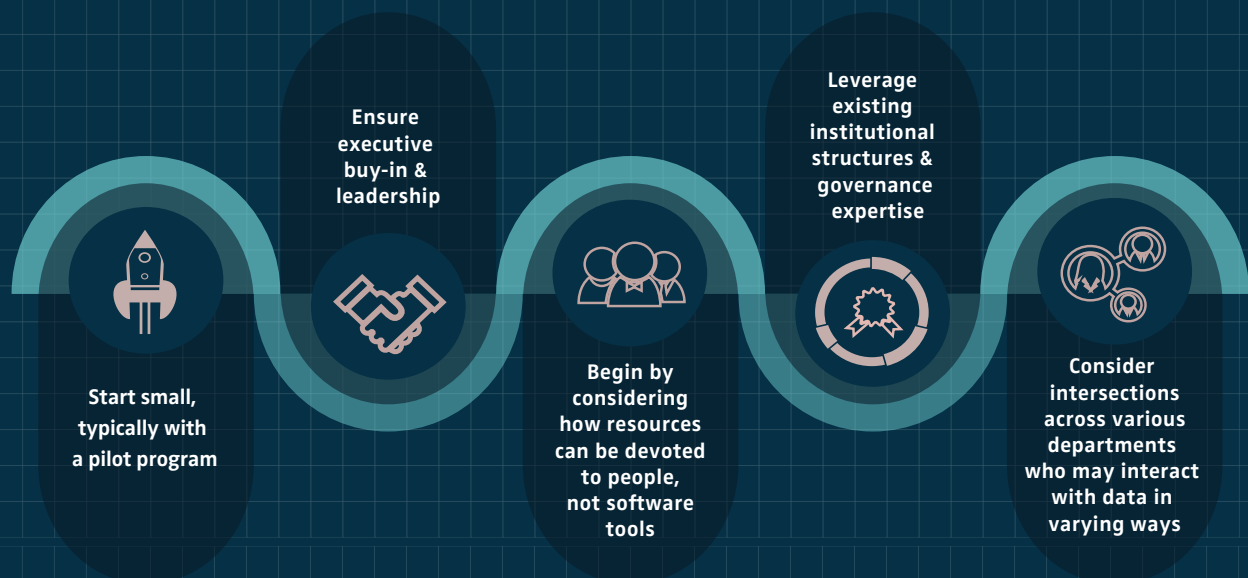 Start small,
typically with
a pilot program
Ensure
executive
buy-in &
leadership
Begin by
considering
how resources
can be devoted
to people,
not software
tools
Leverage
existing
institutional
structures &
governance
expertise
Consider
intersections
across various
departments
who may interact
with data in
varying ways